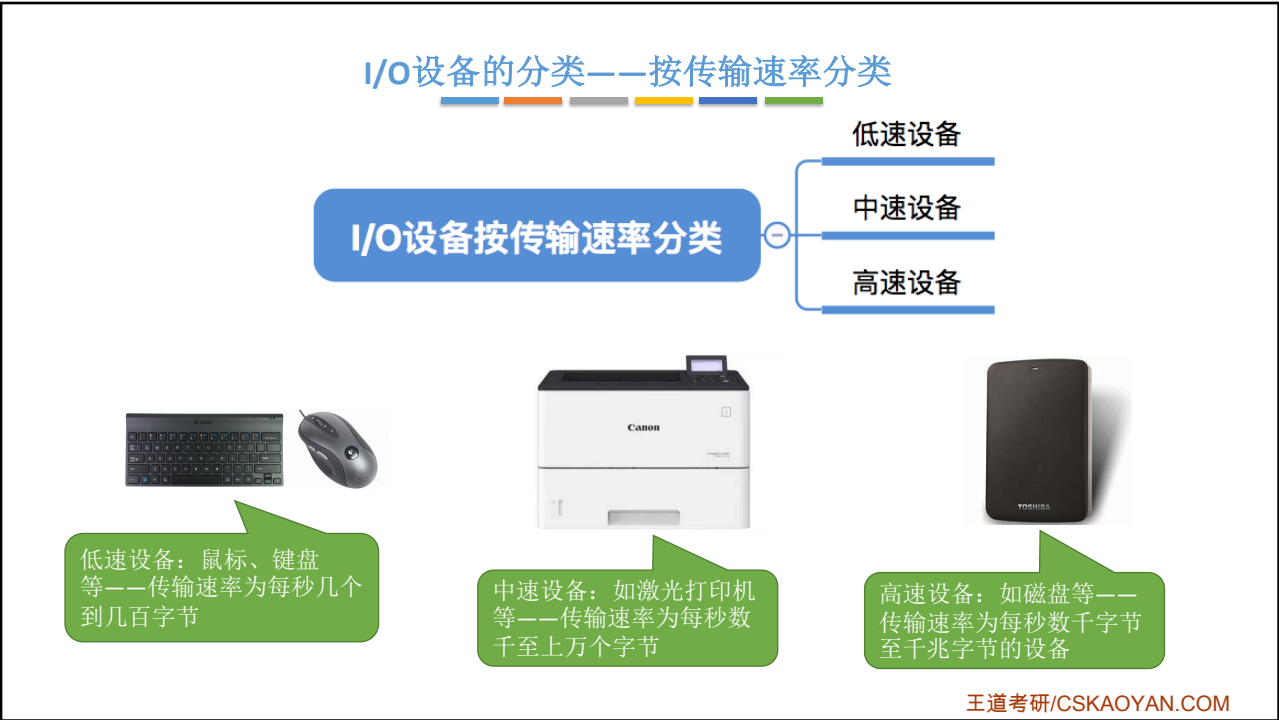 I/O设备的分类——按传输速率分类
I/O设备按传输速率分类
低速设备
中速设备
高速设备
Canon
TOSHIBA
低速设备：鼠标、键盘
等——传输速率为每秒几个
到几百字节
中速设备：如激光打印机
等——传输速率为每秒数
千至上万个字节
高速设备：如磁盘等——
传输速率为每秒数千字节
至千兆字节的设备
王道考研/CSKAOYAN.COM